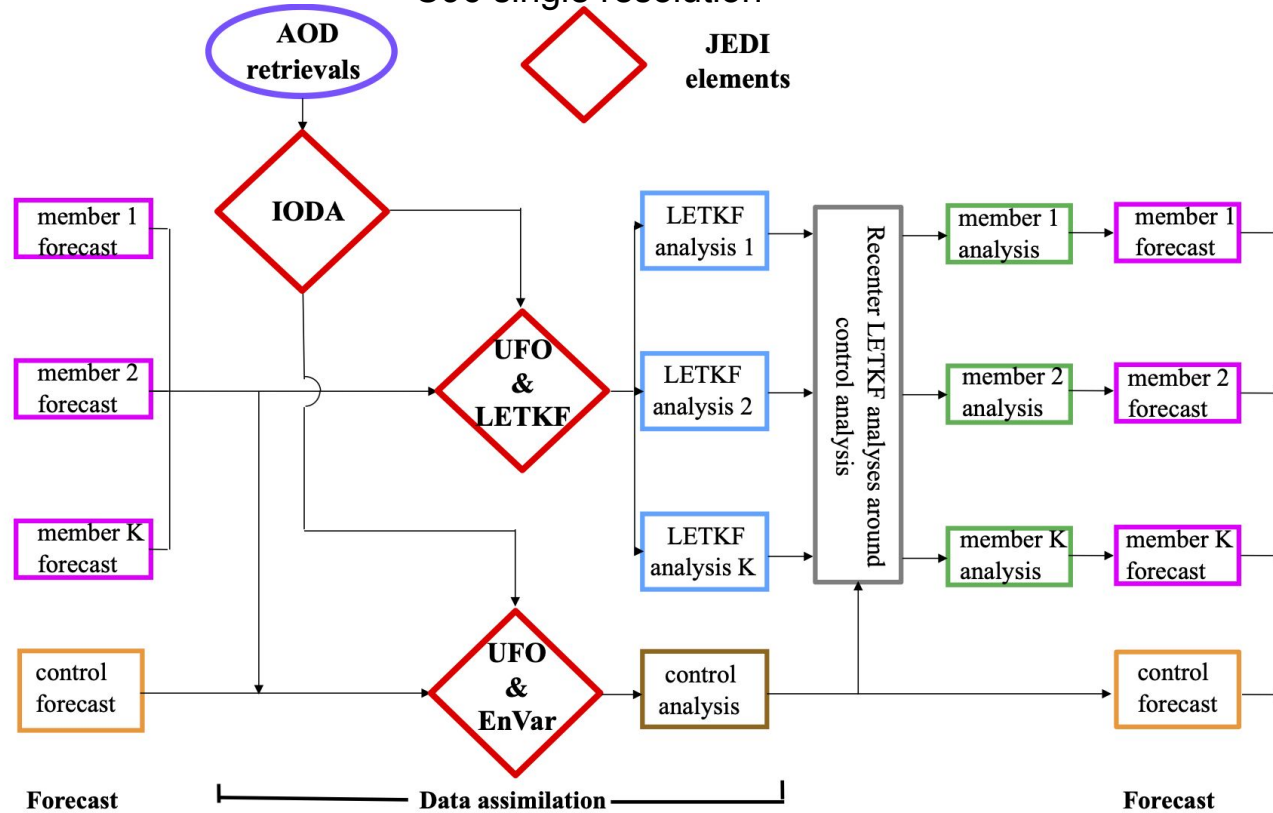 AOD
retrievals
JEDI
elements
IODA
member 1
forecast
LETKF
analysis 1
member 1
analysis
member 1
forecast
Recenter LETKF analyses around
control analysis
UFO
&
LETKF
member 2
forecast
LETKF
analysis 2
member 2
analysis
member 2
forecast
member K
forecast
LETKF
analysis K
member K
analysis
member K
forecast
control
forecast
UFO
&
EnVar
control
analysis
control
forecast
Forecast
Data assimilation
Forecast